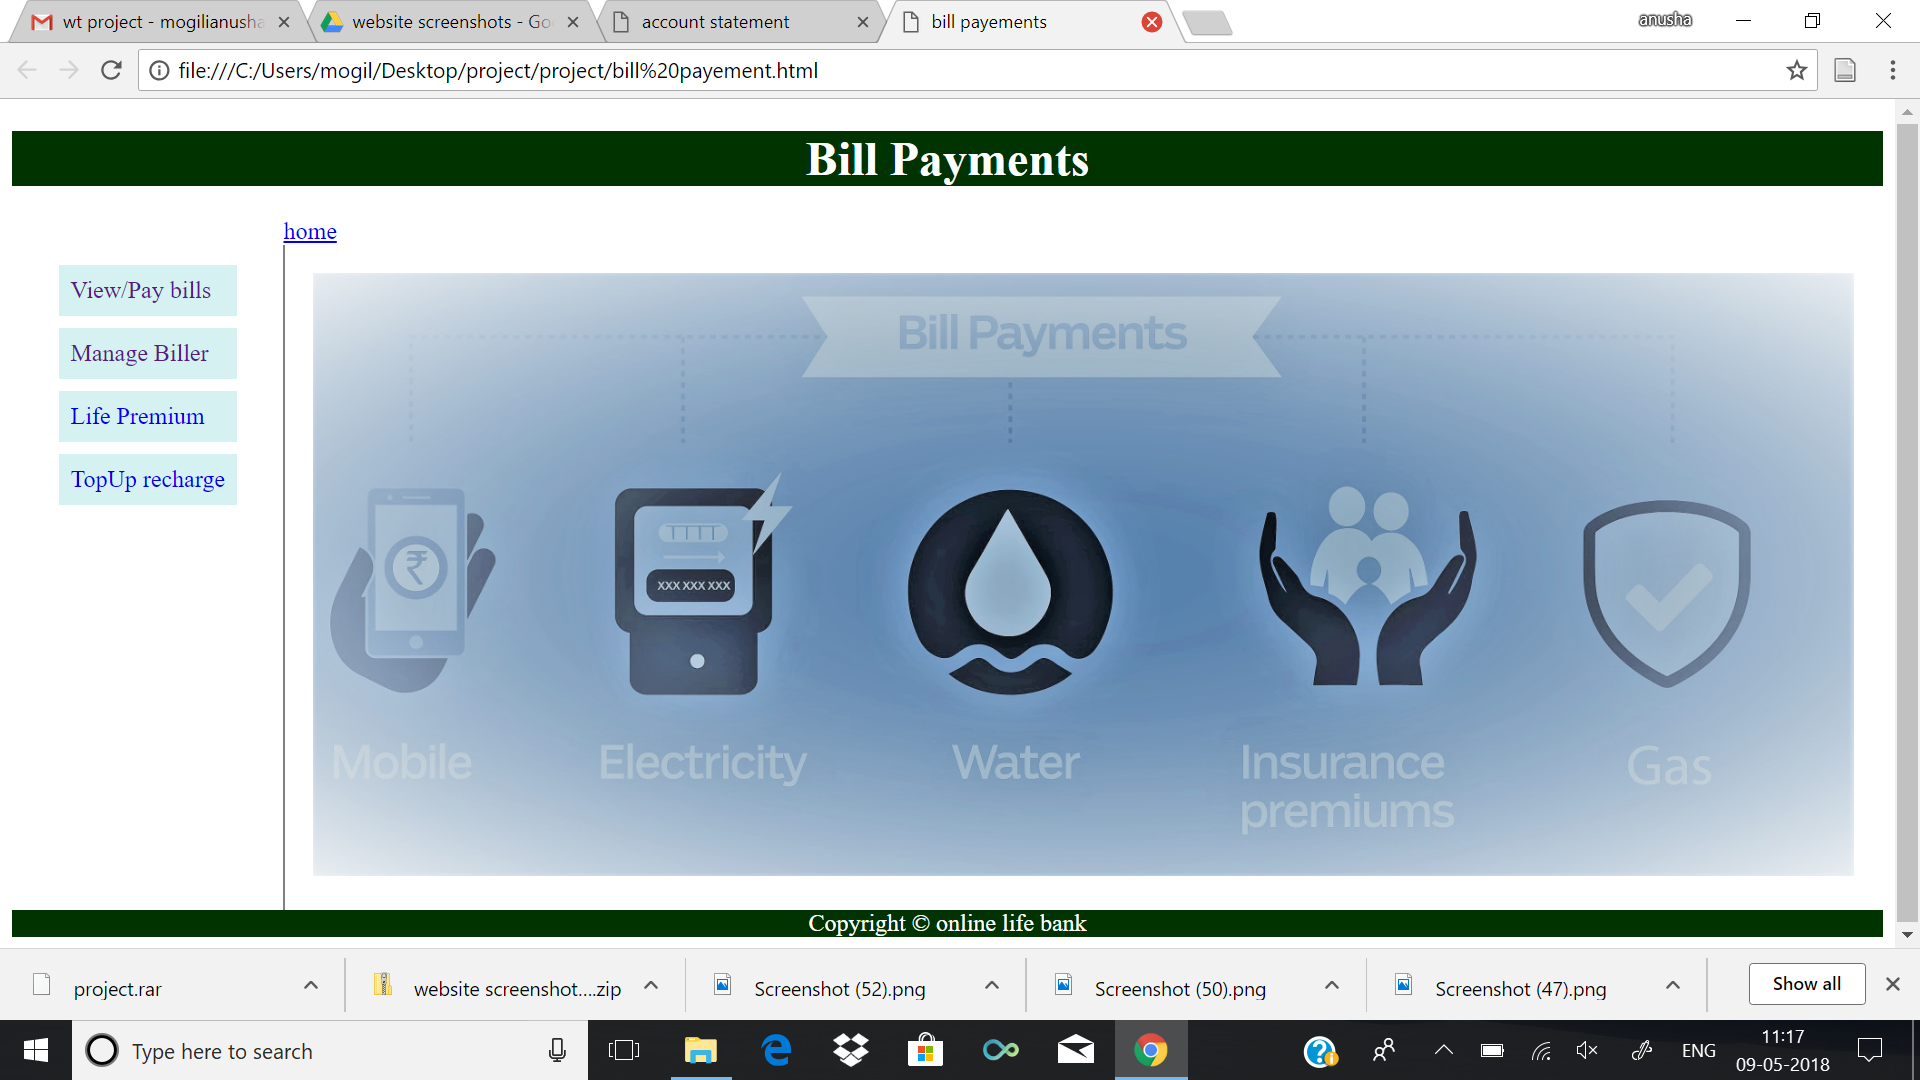 wt project - mogilianusha
website screenshots - Go
account statement
bill payements
anusha
file:///C:/Users/mogil/Desktop/project/project/bill%20payement.html
Bill Payments
home
View/Pay bills
Manage Biller
Life Premium
TopUp recharge
Bill Payments
₹
XXX XXX XXX
Mobile
Electricity
Water
Insurance
premiums
Gas
Copyright © online life bank
project.rar
website screenshot....zip
Screenshot (52).png
Screenshot (50).png
Screenshot (47).png
Show all
Type here to search
ENG
11:17
09-05-2018